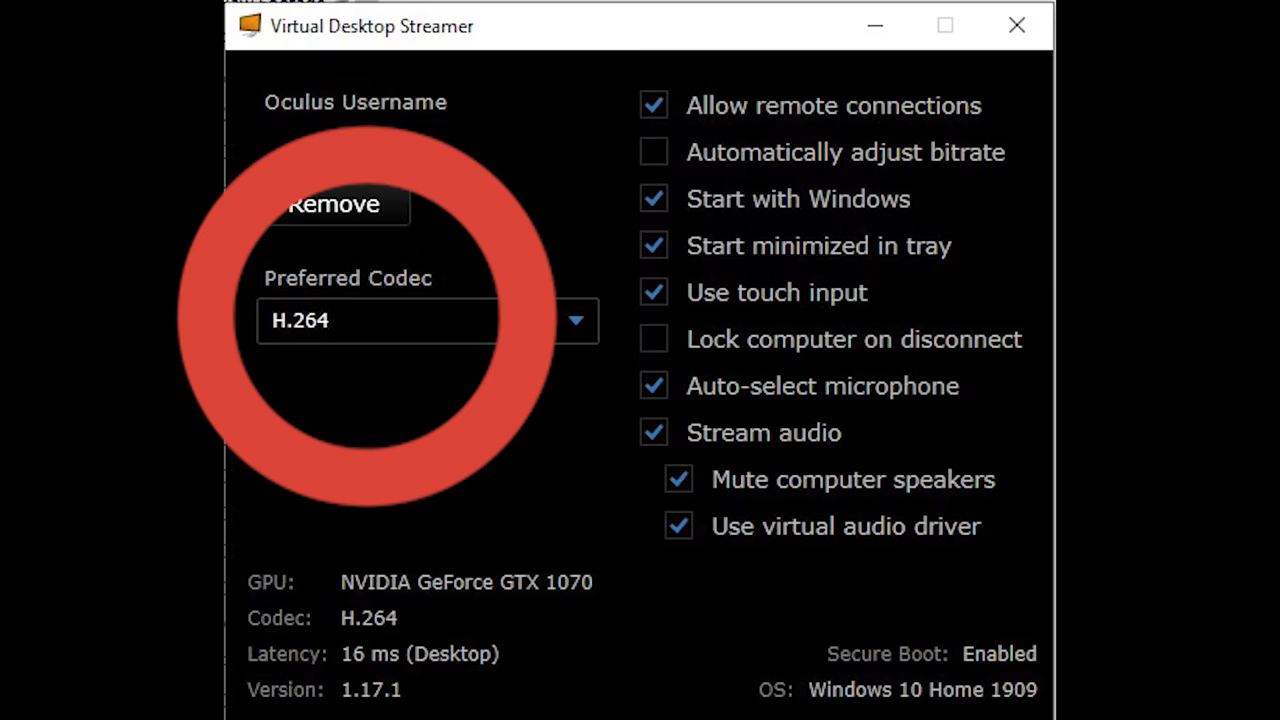 Virtual Desktop Streamer
Oculus Username
Remove
Preferred Codec
H.264
Allow remote connections
Automatically adjust bitrate
Start with Windows
Start minimized in tray
Use touch input
Lock computer on disconnect
Auto-select microphone
Stream audio
Mute computer speakers
Use virtual audio driver
GPU: NVIDIA GeForce GTX 1070
Codec: H.264
Latency: 16 ms (Desktop)
Version: 1.17.1
Secure Boot: Enabled
OS: Windows 10 Home 1909